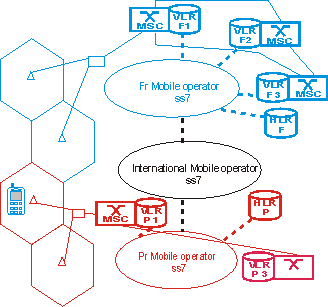 MSC
VLR
F1
VLR
F2
MSC
VLR
F3
MSC
Fr Mobile operator
ss7
HLR
F
International Mobile operator
ss7
MSC
VLR
P1
HLR
P
Pr Mobile operator
ss7
VLR
P3